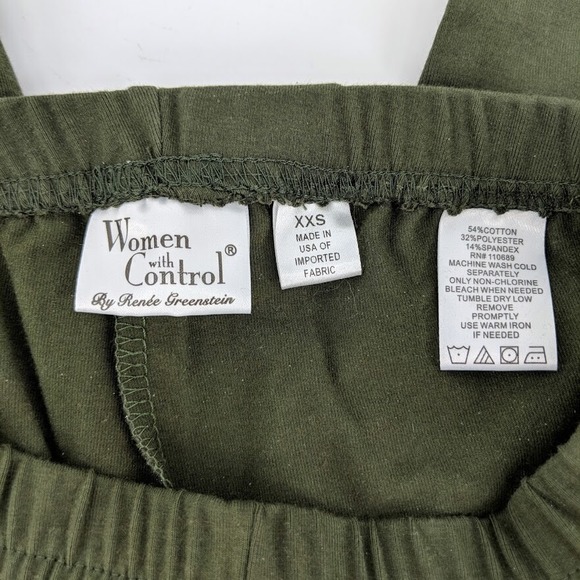 Women
with
Control®
By Renée Greenstein
XXS
MADE IN
USA OF
IMPORTED
FABRIC
54%COTTON
32%POLYESTER
14%SPANDEX
RN# 110689
MACHINE WASH COLD
SEPARATELY
ONLY NON-CHLORINE
BLEACH WHEN NEEDED
TUMBLE DRY LOW
REMOVE
PROMPTLY
USE WARM IRON
IF NEEDED